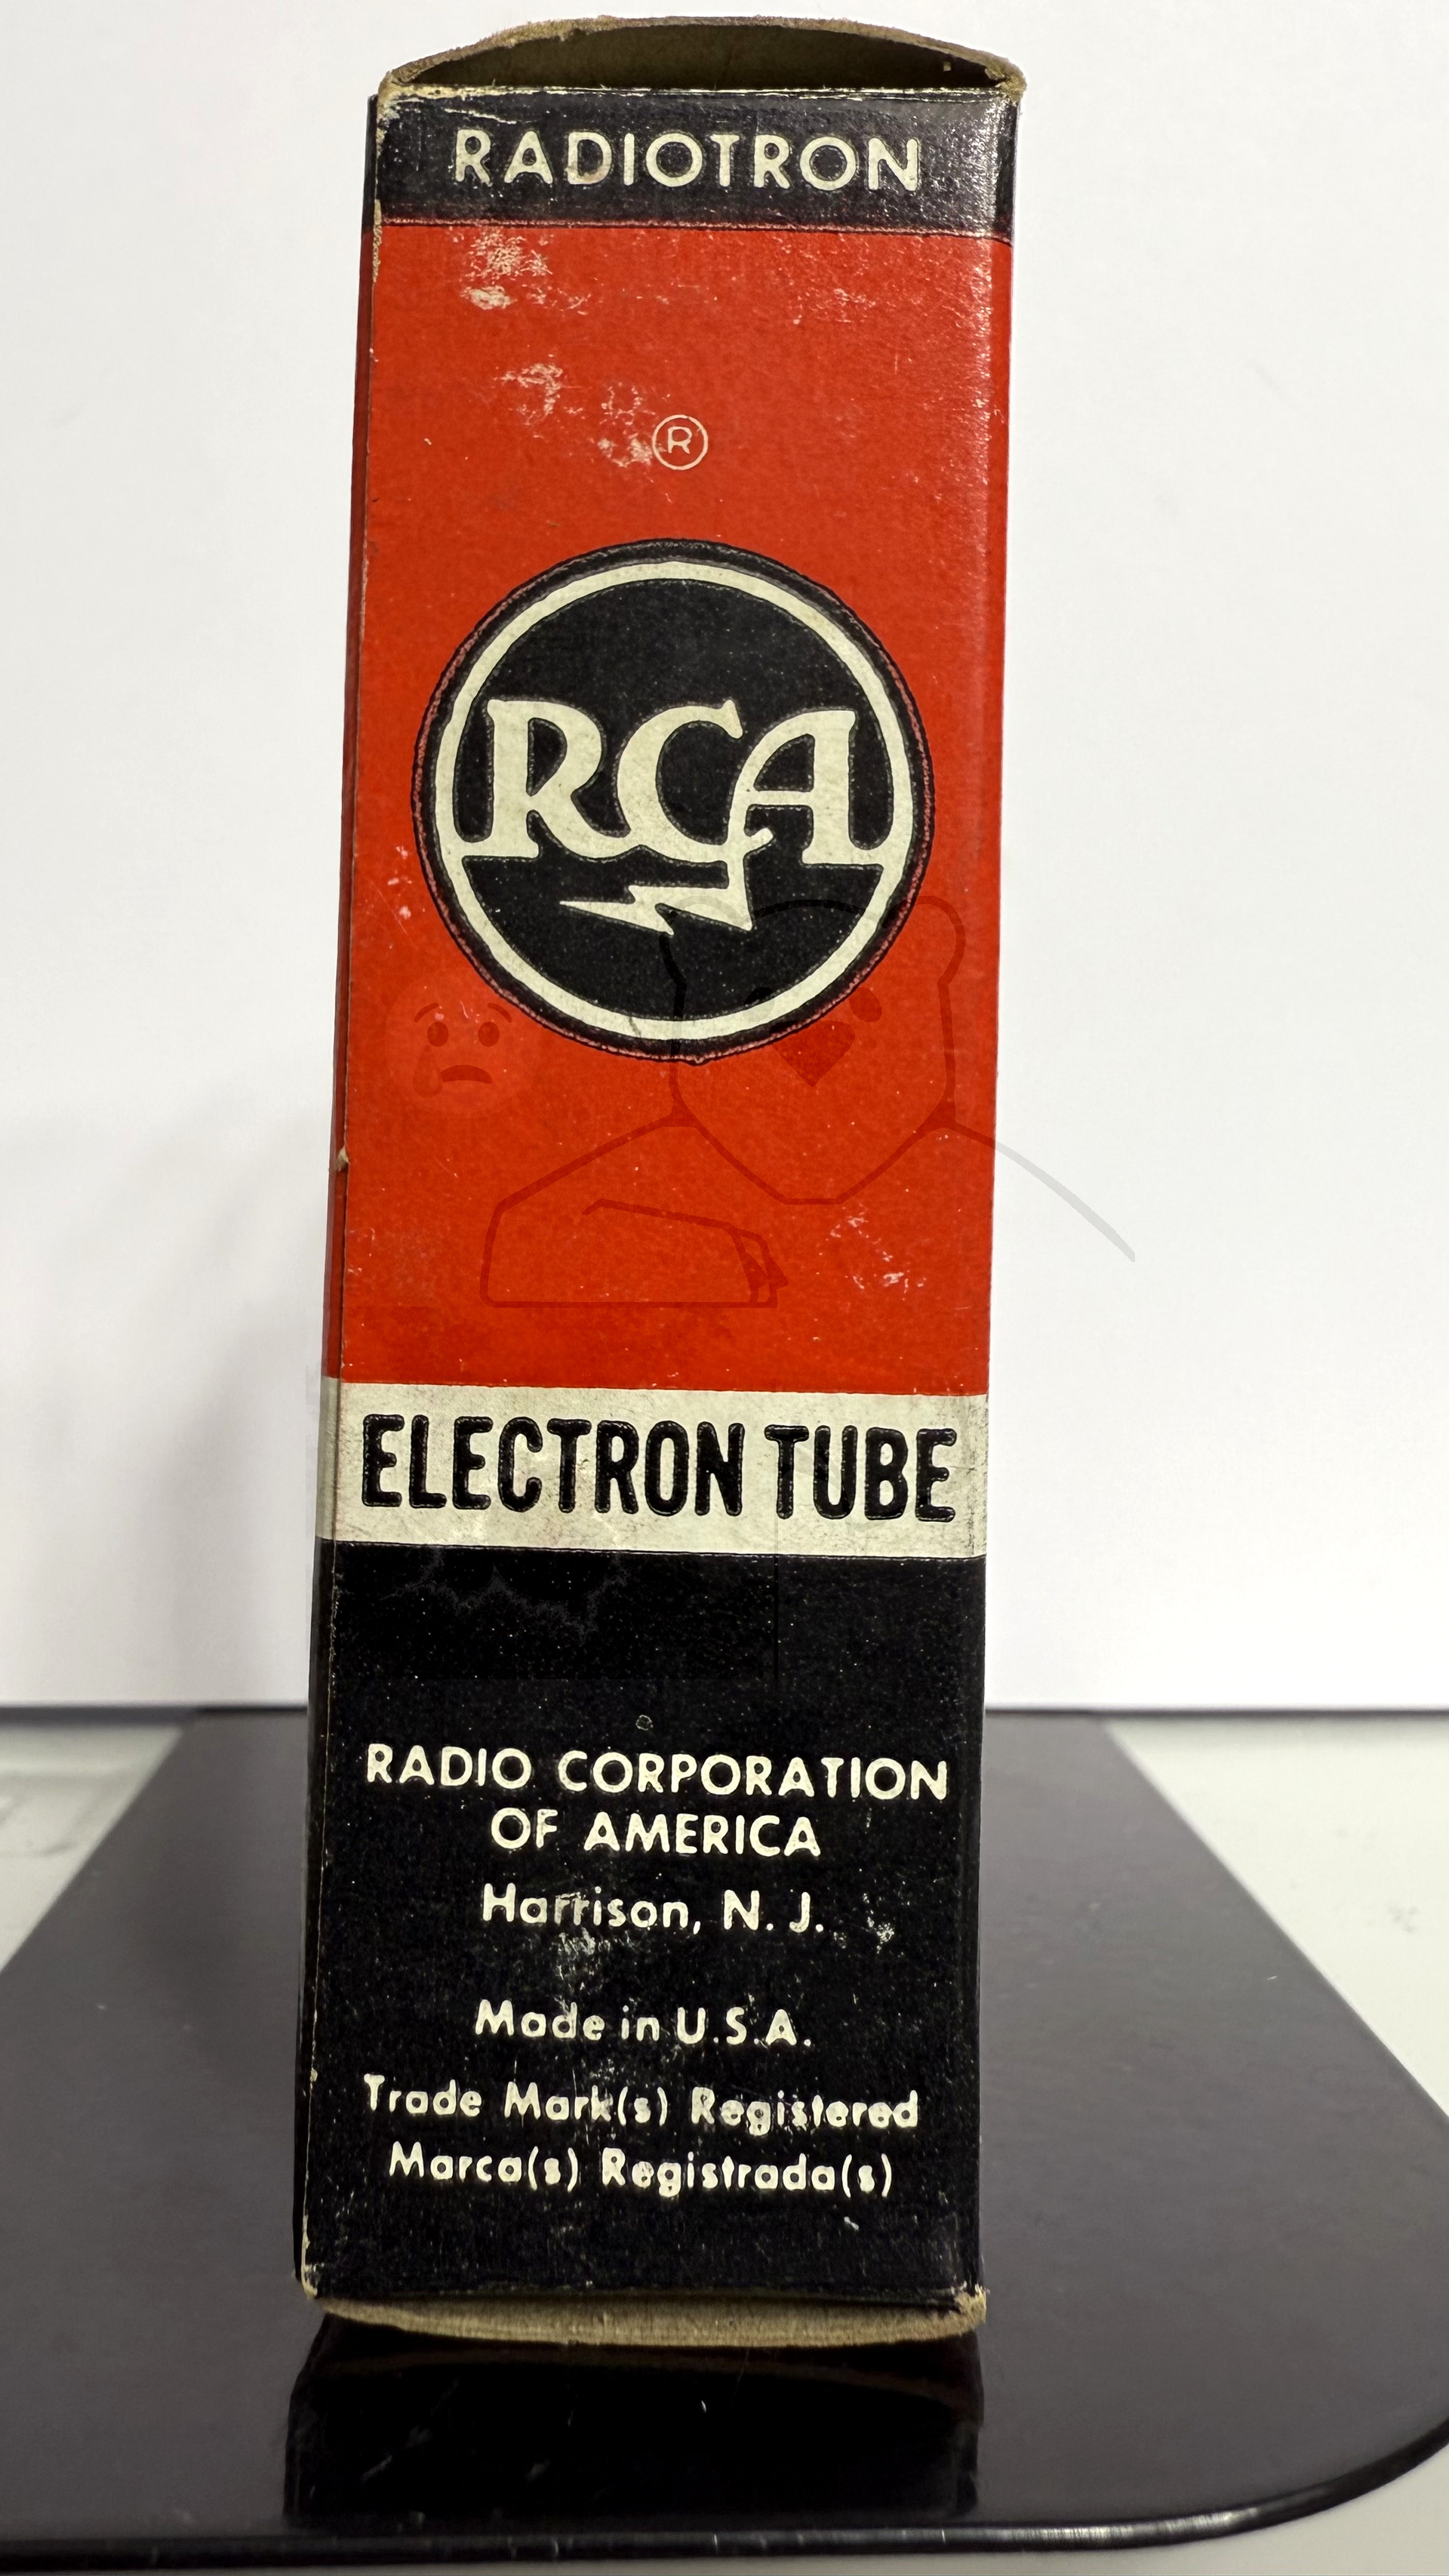 RADIOTRON
®
RCA
ELECTRON TUBE
RADIO CORPORATION
OF AMERICA
Harrison, N. J.
Made in U.S.A.
Trade Mark(s) Registered
Marca(s) Registrada(s)